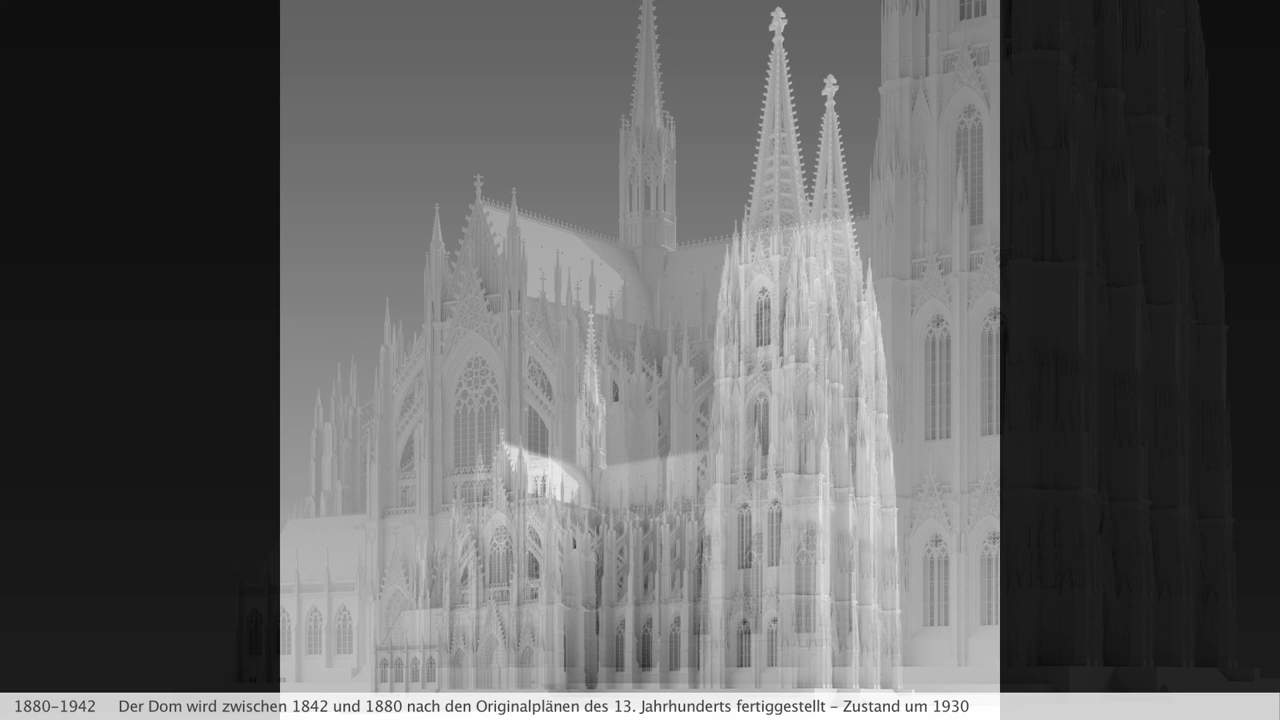 1880–1942 Der Dom wird zwischen 1842 und 1880 nach den Originalplänen des 13. Jahrhunderts fertiggestellt – Zustand um 1930